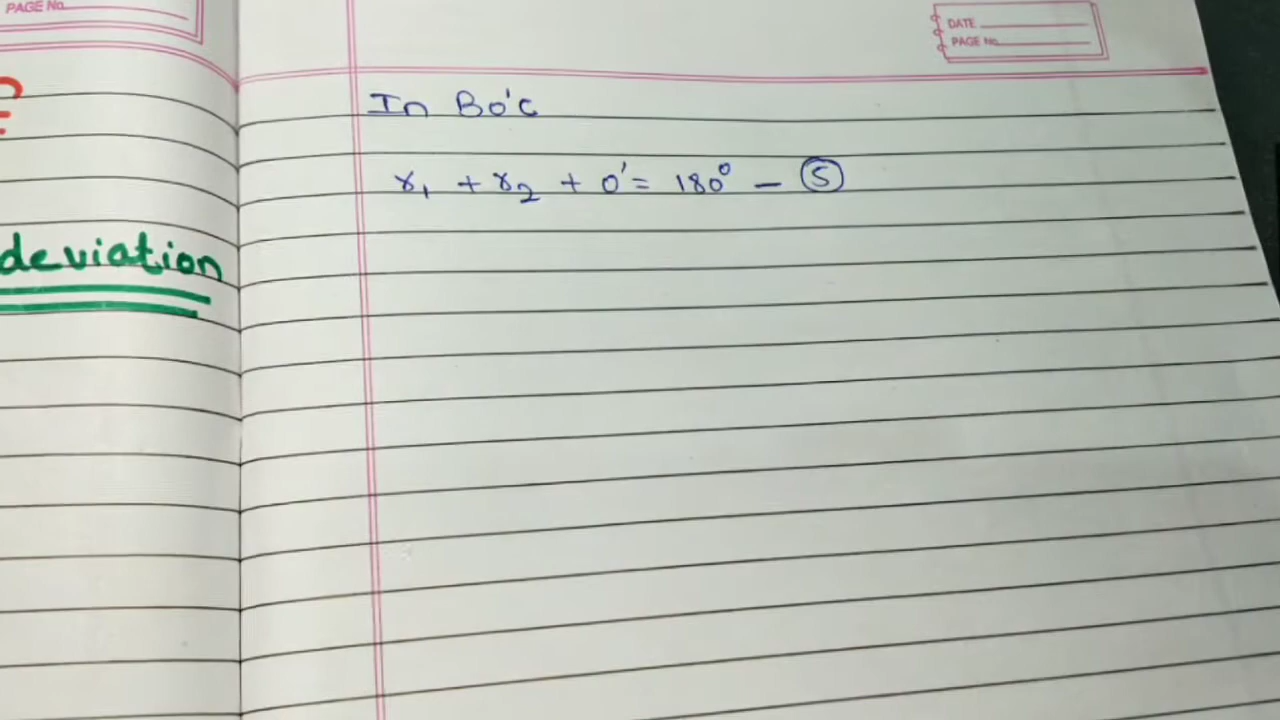 PAGE No.
deviation
DATE
PAGE No.
In BO'C
r₁ + r₂ + O' = 180° — ⑤